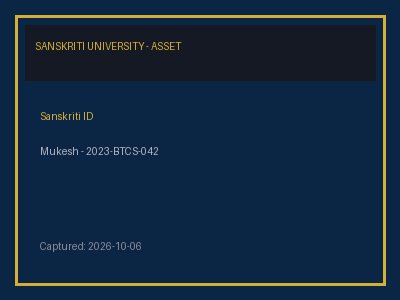 SANSKRITI UNIVERSITY - ASSET
Sanskriti ID
Mukesh - 2023-BTCS-042
Captured: 2026-10-06